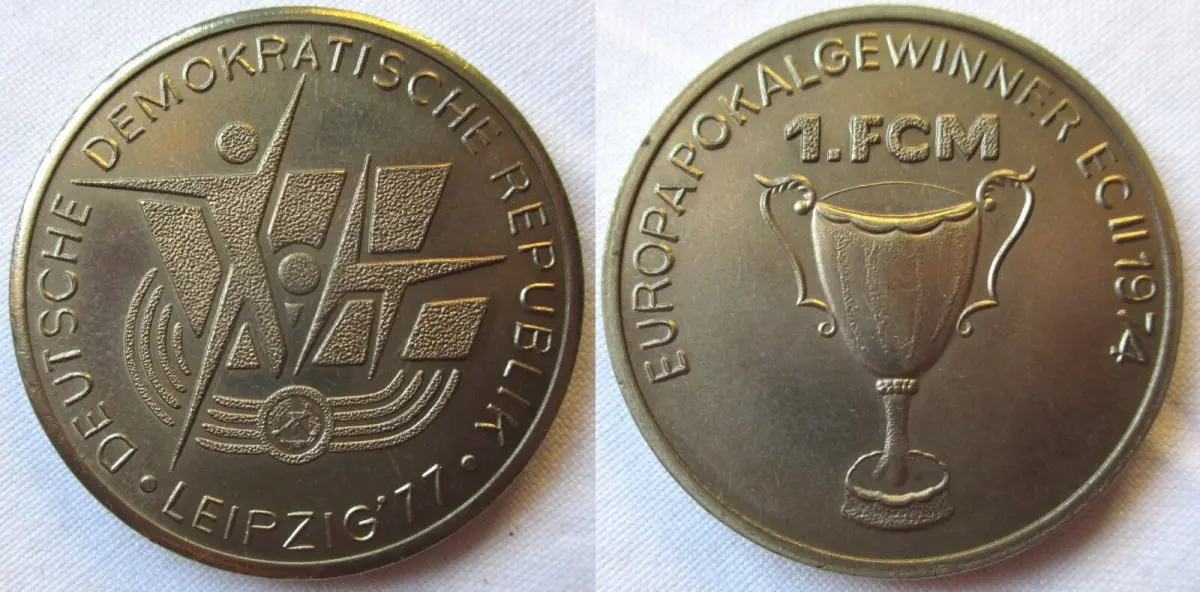 DEUTSCHE DEMOKRATISCHE REPUBLIK
• LEIPZIG'77 •
EUROPAPOKALGEWINNER EC II 1974
1.FCM